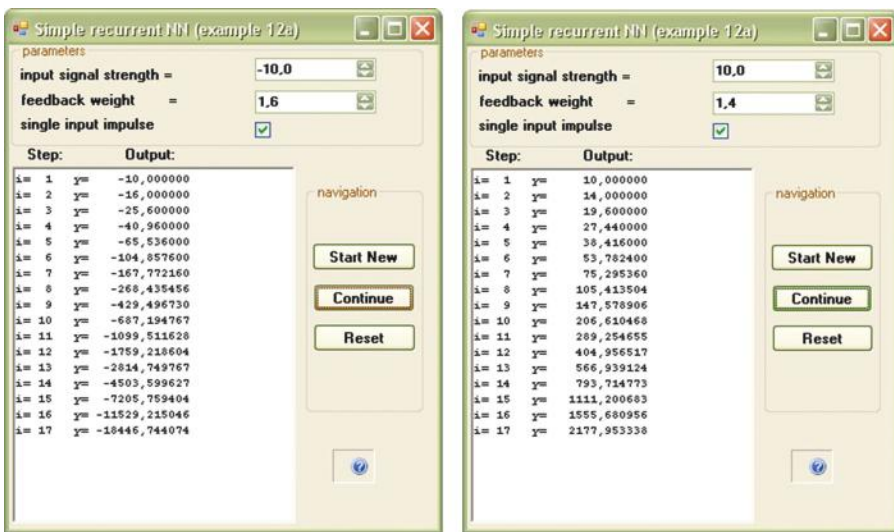 Simple recurrent NN (example 12a)
parameters
input signal strength = -10,0
feedback weight = 1,6
single input impulse
Step: Output:
i= 1 y= -10,000000
i= 2 y= -16,000000
i= 3 y= -25,600000
i= 4 y= -40,960000
i= 5 y= -65,536000
i= 6 y= -104,857600
i= 7 y= -167,772160
i= 8 y= -268,435456
i= 9 y= -429,496730
i= 10 y= -687,194767
i= 11 y= -1099,511628
i= 12 y= -1759,218604
i= 13 y= -2814,749767
i= 14 y= -4503,599627
i= 15 y= -7205,759404
i= 16 y= -11529,215046
i= 17 y= -18446,744074
navigation
Start New
Continue
Reset
Simple recurrent NN (example 12a)
parameters
input signal strength = 10,0
feedback weight = 1,4
single input impulse
Step: Output:
i= 1 y= 10,000000
i= 2 y= 14,000000
i= 3 y= 19,600000
i= 4 y= 27,440000
i= 5 y= 38,416000
i= 6 y= 53,782400
i= 7 y= 75,295360
i= 8 y= 105,413504
i= 9 y= 147,578906
i= 10 y= 206,610468
i= 11 y= 289,254655
i= 12 y= 404,956517
i= 13 y= 566,939124
i= 14 y= 793,714773
i= 15 y= 1111,200683
i= 16 y= 1555,680956
i= 17 y= 2177,953338
navigation
Start New
Continue
Reset